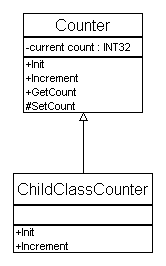 Counter
-current count : INT32
+Init
+Increment
+GetCount
#SetCount
ChildClassCounter
+Init
+Increment